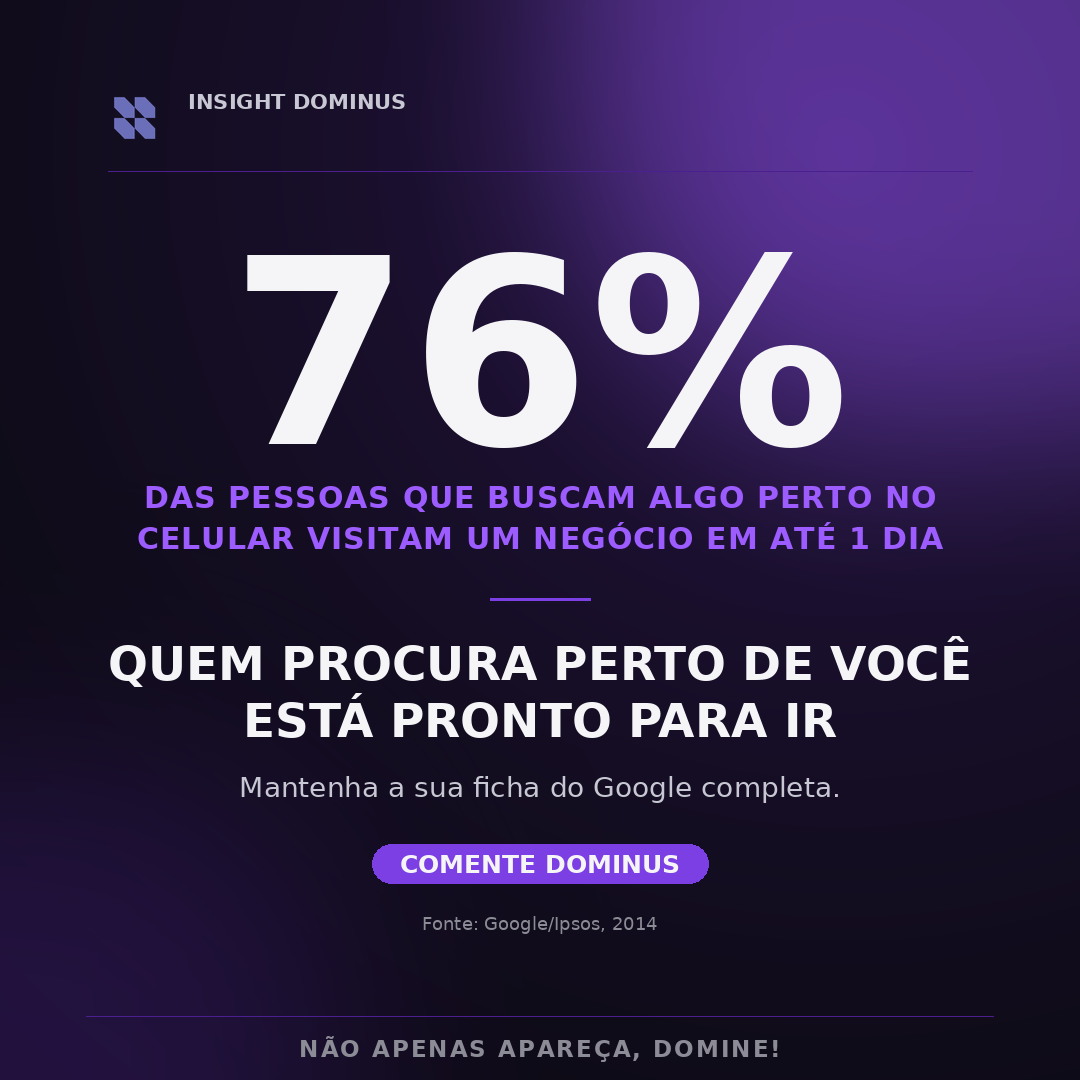 INSIGHT DOMINUS
76%
DAS PESSOAS QUE BUSCAM ALGO PERTO NO
CELULAR VISITAM UM NEGÓCIO EM ATÉ 1 DIA
QUEM PROCURA PERTO DE VOCÊ
ESTÁ PRONTO PARA IR
Mantenha a sua ficha do Google completa.
COMENTE DOMINUS
Fonte: Google/Ipsos, 2014
NÃO APENAS APAREÇA, DOMINE!